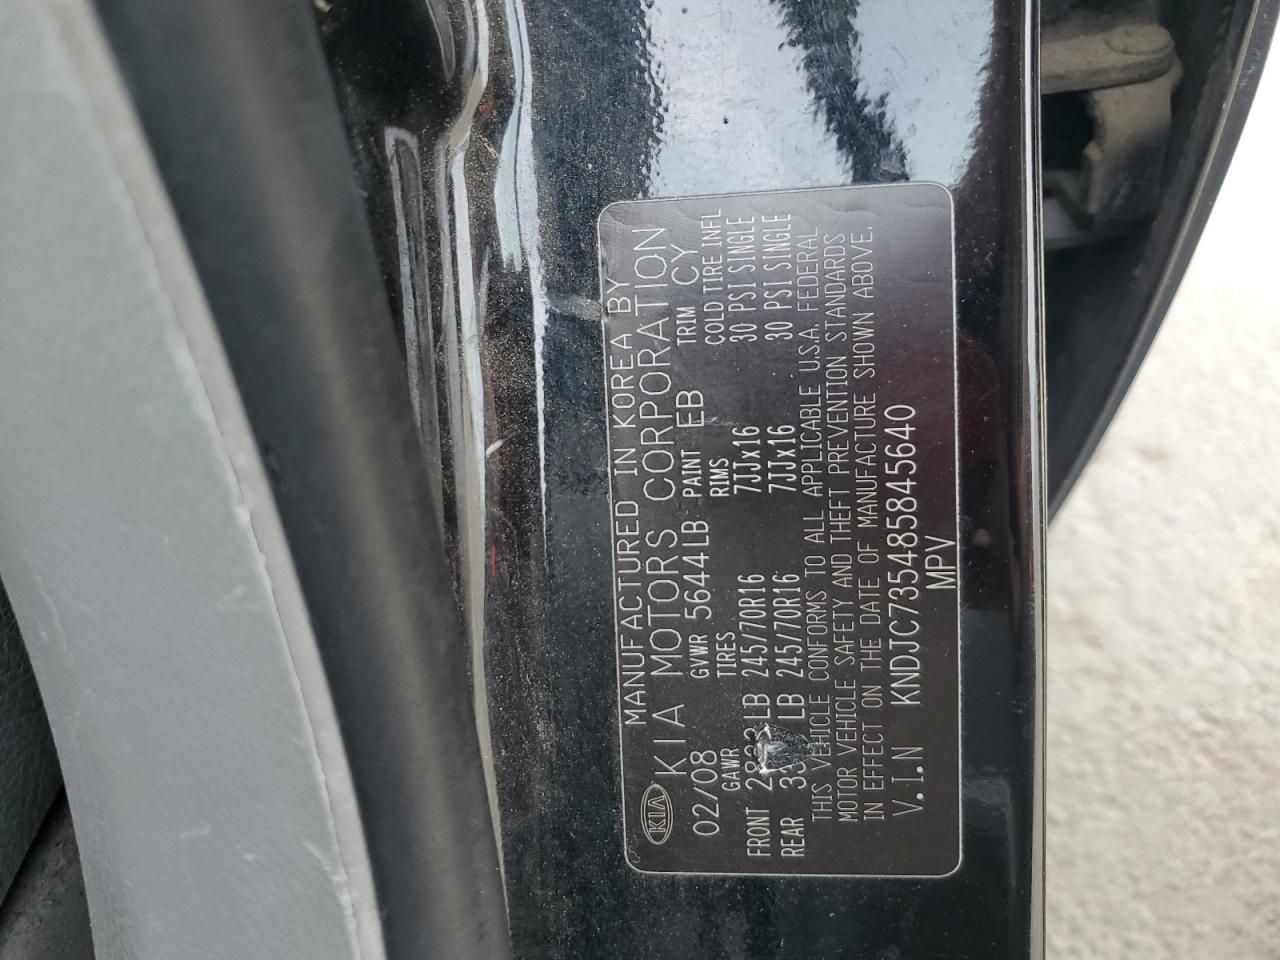 MANUFACTURED IN KOREA BY
KIA KIA MOTORS CORPORATION
02/08 GVWR 5644LB PAINT EB TRIM CY
GAWR TIRES RIMS COLD TIRE INFL
FRONT LB 245/70R16 7JJx16 30 PSI SINGLE
REAR LB 245/70R16 7JJx16 30 PSI SINGLE
THIS VEHICLE CONFORMS TO ALL APPLICABLE U.S.A. FEDERAL
MOTOR VEHICLE SAFETY AND THEFT PREVENTION STANDARDS
IN EFFECT ON THE DATE OF MANUFACTURE SHOWN ABOVE.
V.I.N KNDJC735485845640
MPV